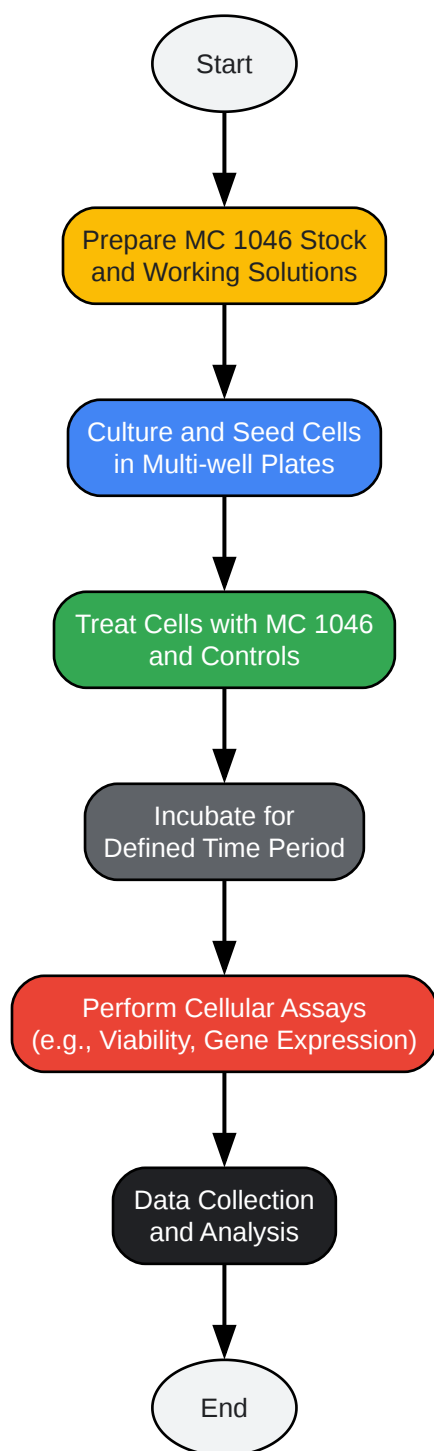 Start
Prepare MC 1046 Stock
and Working Solutions
Culture and Seed Cells
in Multi-well Plates
Treat Cells with MC 1046
and Controls
Incubate for
Defined Time Period
Perform Cellular Assays
(e.g., Viability, Gene Expression)
Data Collection
and Analysis
End